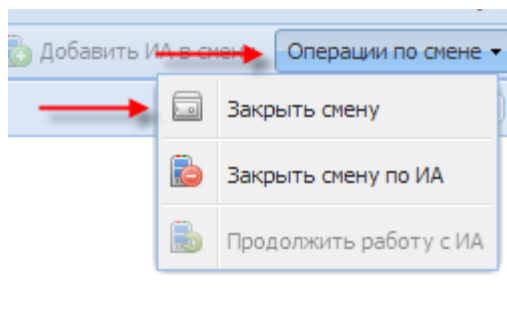 Добавить ИА в смену Операции по смене
Закрыть смену
Закрыть смену по ИА
Продолжить работу с ИА